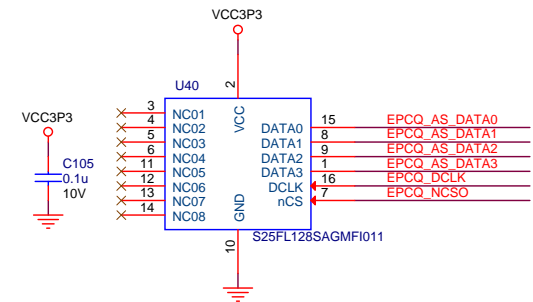 VCC3P3
U40
2
VCC
3 NC01
4 NC02
5 NC03
6 NC04
11 NC05
12 NC06
13 NC07
14 NC08
DATA0 15 EPCQ_AS_DATA0
DATA1 8 EPCQ_AS_DATA1
DATA2 9 EPCQ_AS_DATA2
DATA3 1 EPCQ_AS_DATA3
DCLK 16 EPCQ_DCLK
nCS 7 EPCQ_NCSO
GND
10
S25FL128SAGMFI011
VCC3P3
C105
0.1u
10V